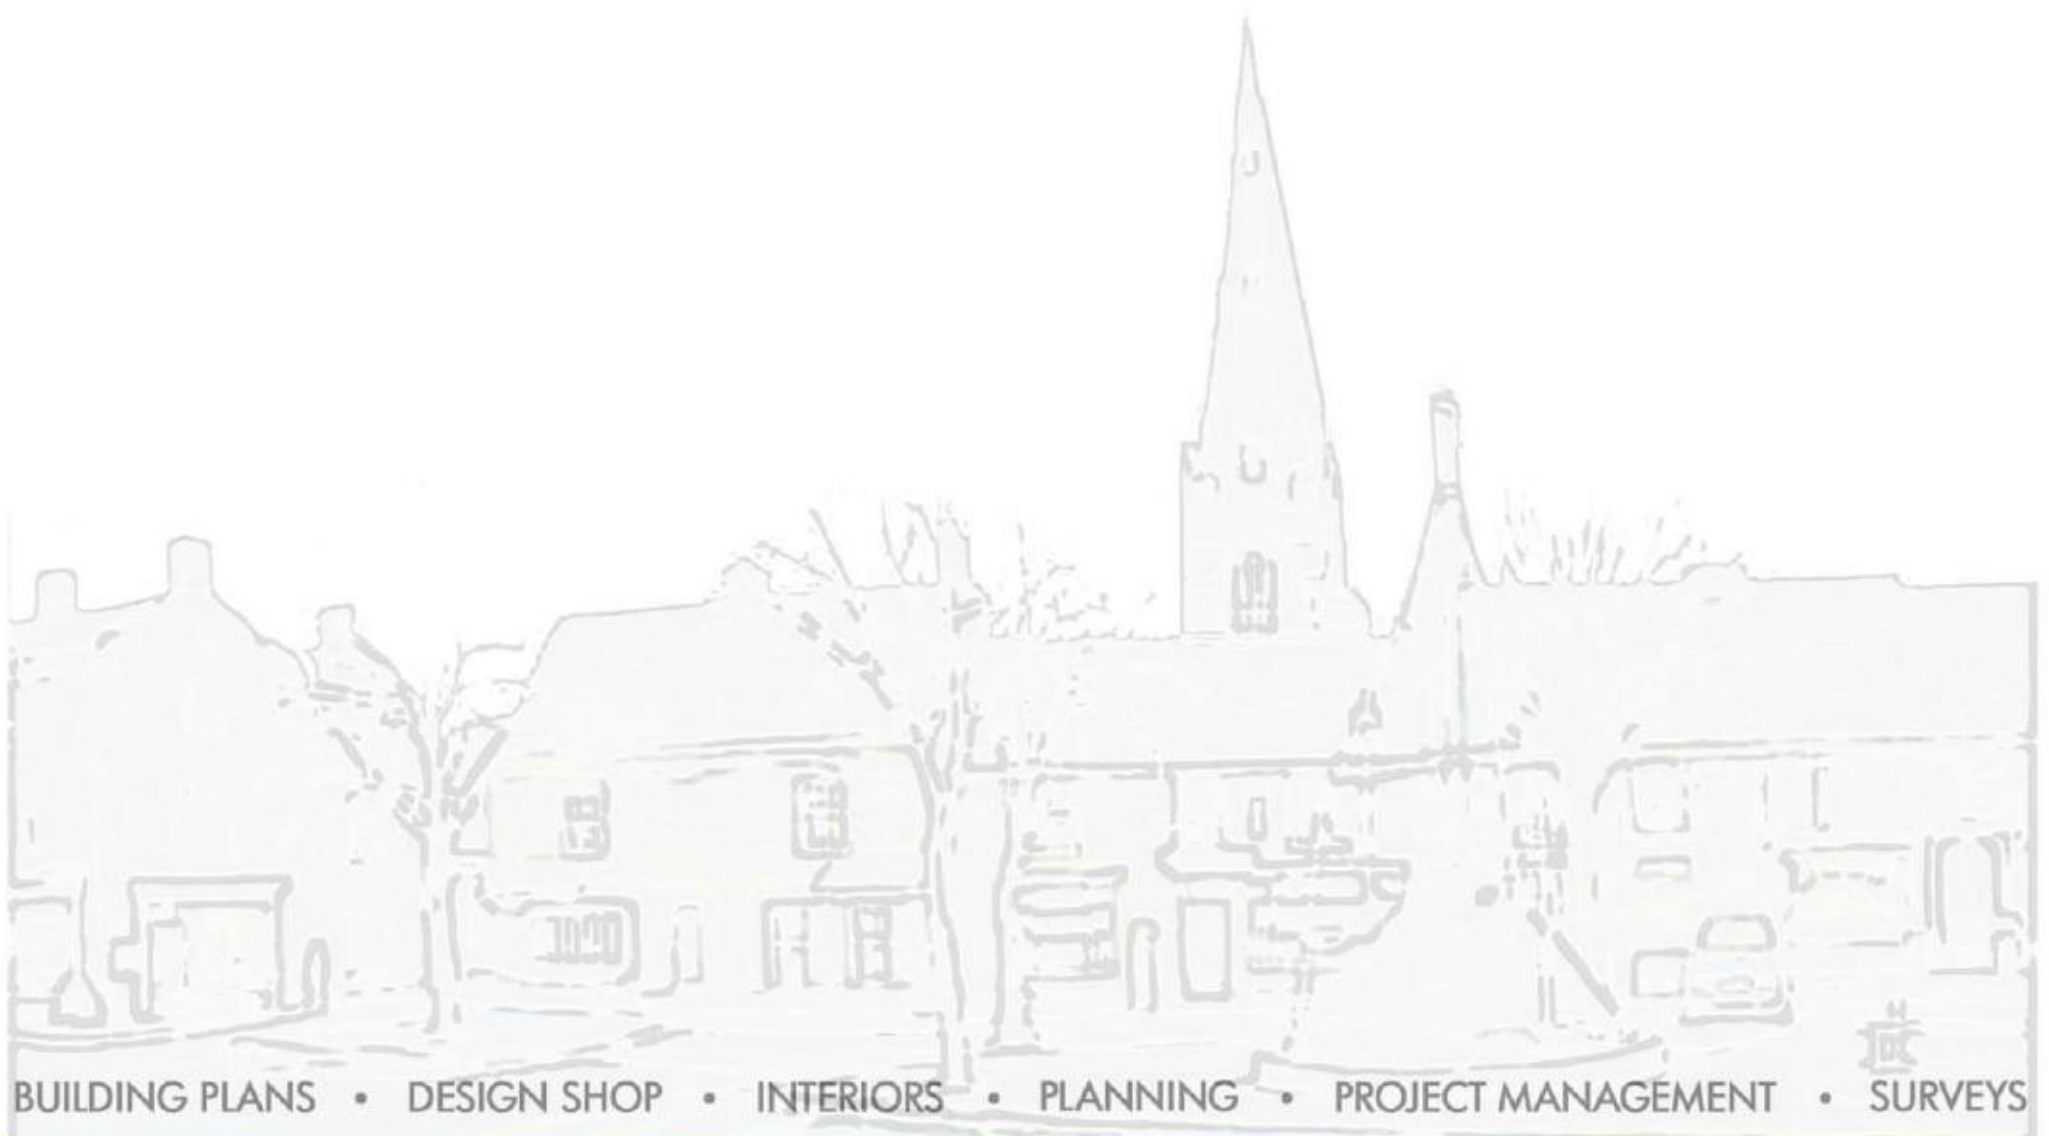 BUILDING PLANS • DESIGN SHOP • INTERIORS • PLANNING • PROJECT MANAGEMENT • SURVEYS